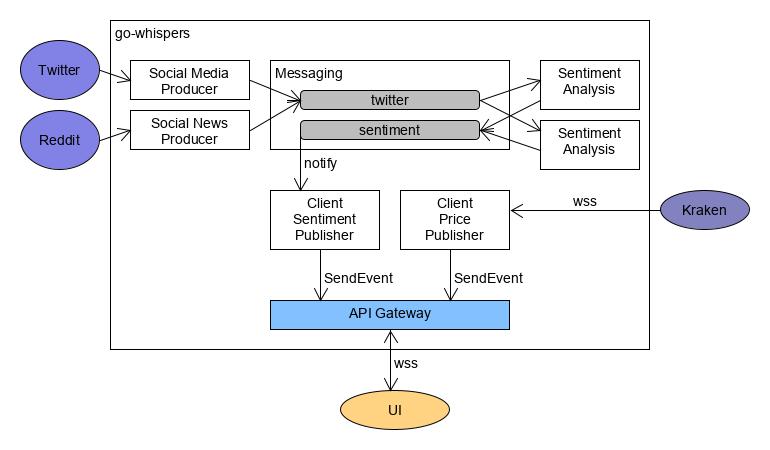 go-whispers
Twitter
Social Media
Producer
Messaging
Sentiment
Analysis
twitter
Reddit
Social News
Producer
sentiment
Sentiment
Analysis
notify
Client
Sentiment
Publisher
Client
Price
Publisher
wss
Kraken
SendEvent
SendEvent
API Gateway
wss
UI